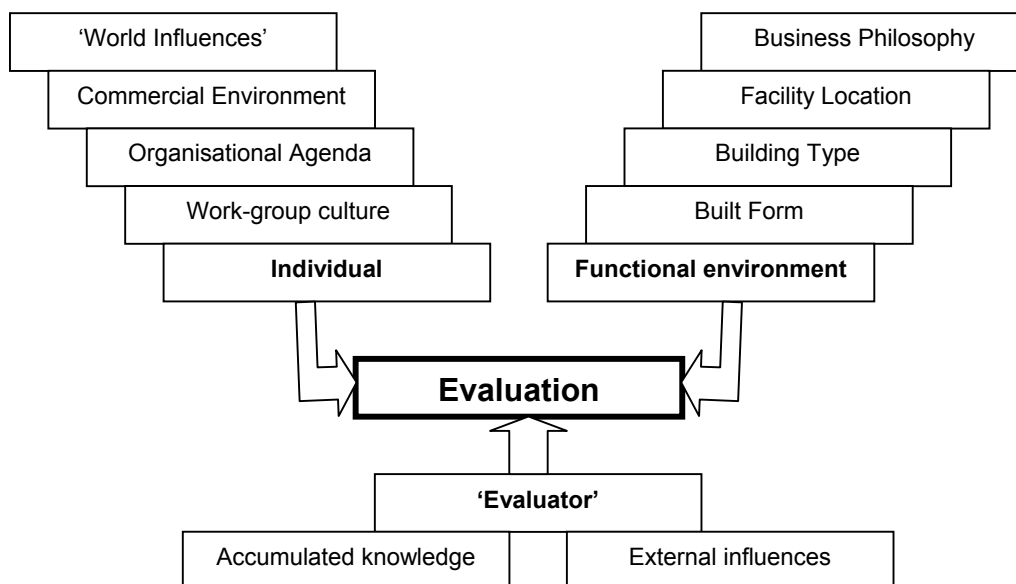 ‘World Influences’
Commercial Environment
Organisational Agenda
Work-group culture
Individual
Business Philosophy
Facility Location
Building Type
Built Form
Functional environment
Evaluation
‘Evaluator’
Accumulated knowledge
External influences